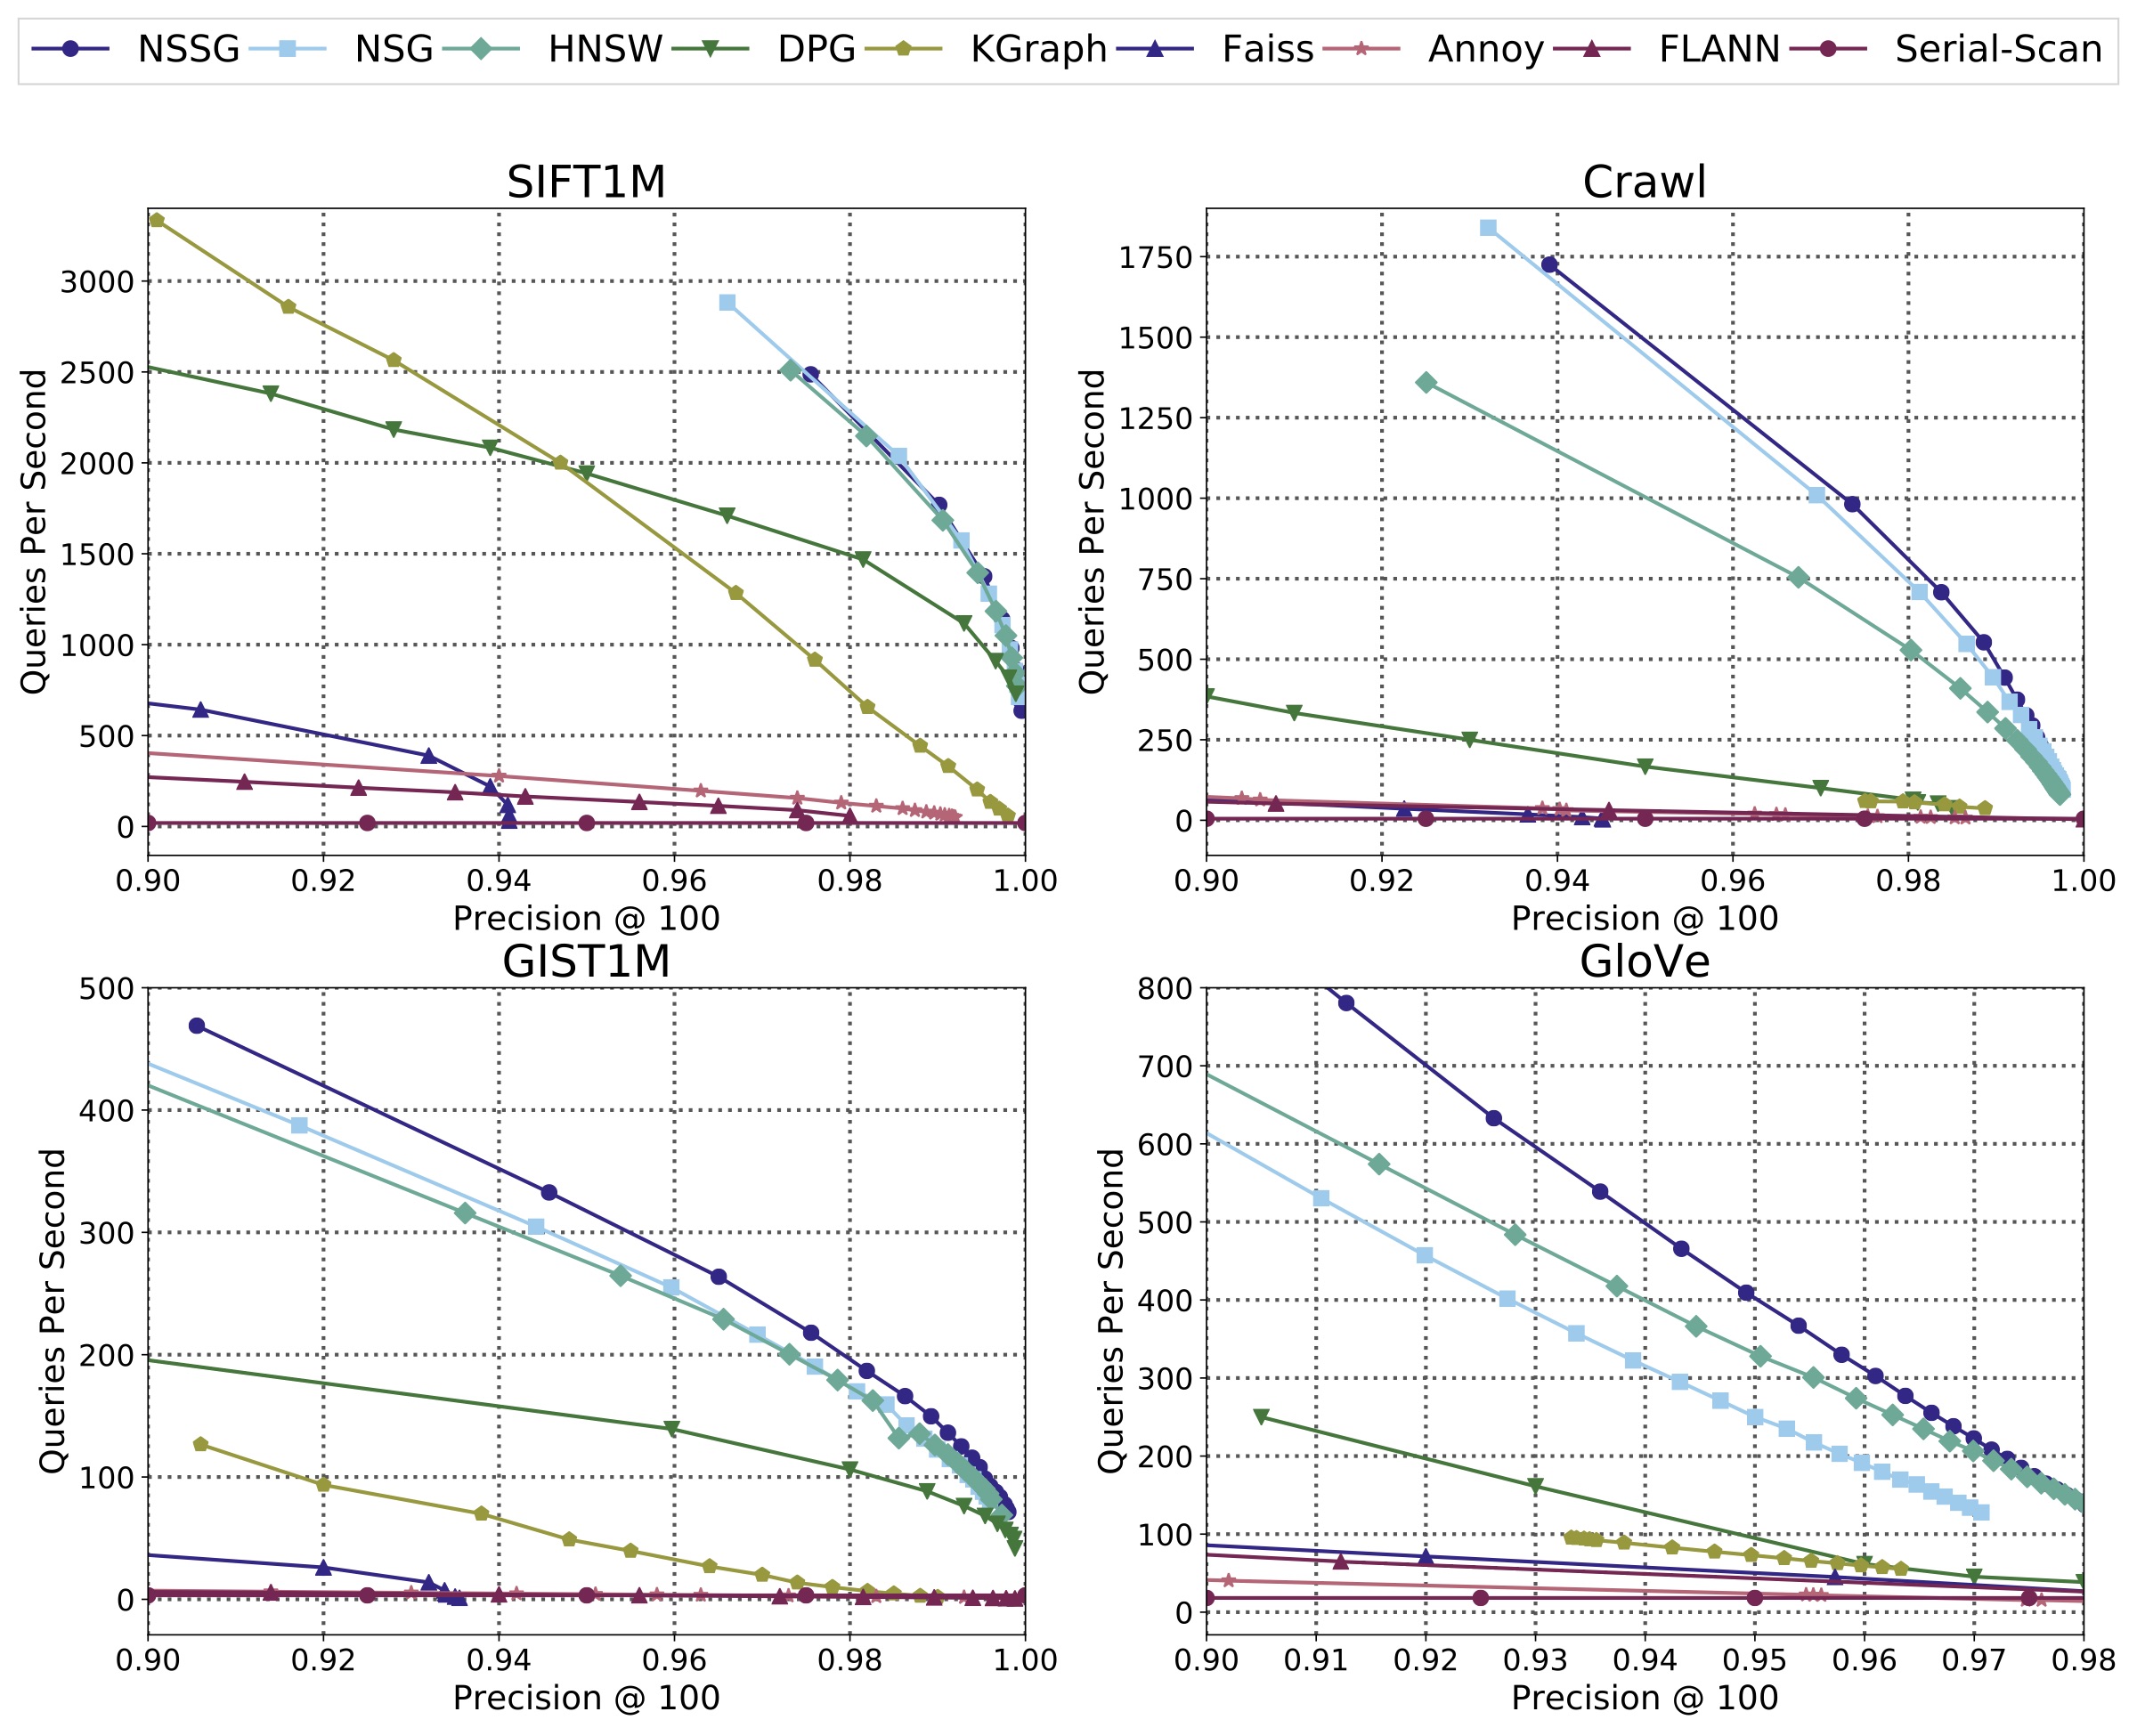 NSSG NSG HNSW DPG KGraph Faiss Annoy FLANN Serial-Scan
SIFT1M
Queries Per Second
3000
2500
2000
1500
1000
500
0
0.90 0.92 0.94 0.96 0.98 1.00
Precision @ 100
Crawl
Queries Per Second
1750
1500
1250
1000
750
500
250
0
0.90 0.92 0.94 0.96 0.98 1.00
Precision @ 100
GIST1M
Queries Per Second
500
400
300
200
100
0
0.90 0.92 0.94 0.96 0.98 1.00
Precision @ 100
GloVe
Queries Per Second
800
700
600
500
400
300
200
100
0
0.90 0.91 0.92 0.93 0.94 0.95 0.96 0.97 0.98
Precision @ 100